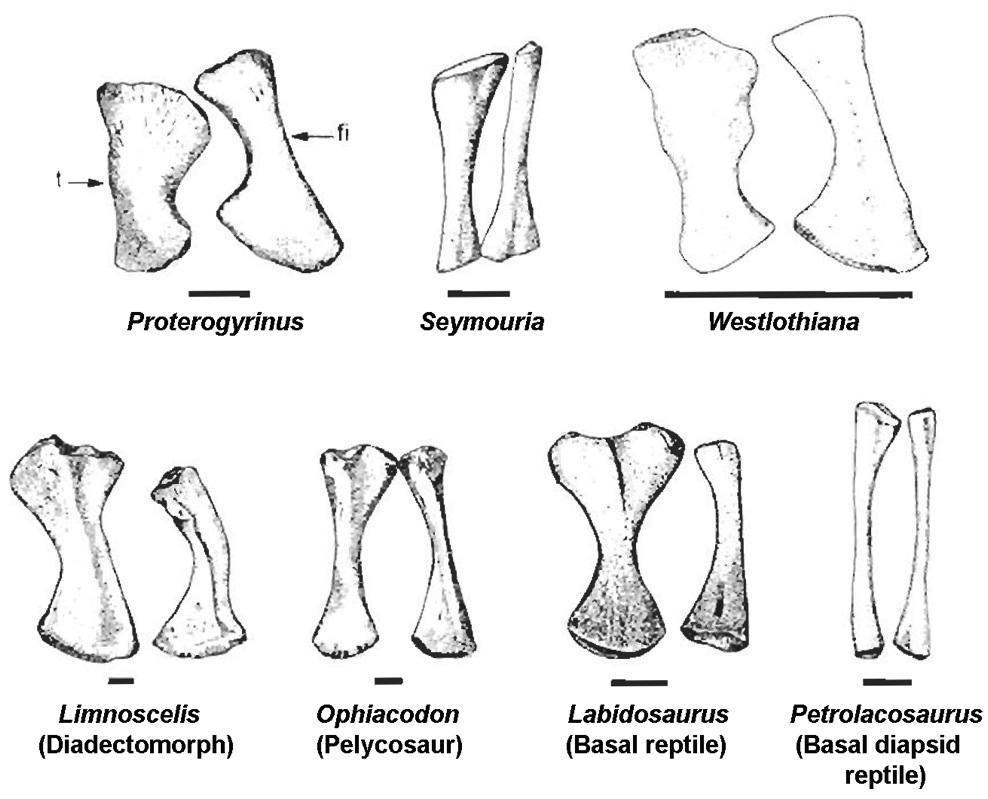 t
fi
Proterogyrinus
Seymouria
Westlothiana
Limnoscelis
(Diadectomorph)
Ophiacodon
(Pelycosaur)
Labidosaurus
(Basal reptile)
Petrolacosaurus
(Basal diapsid
reptile)